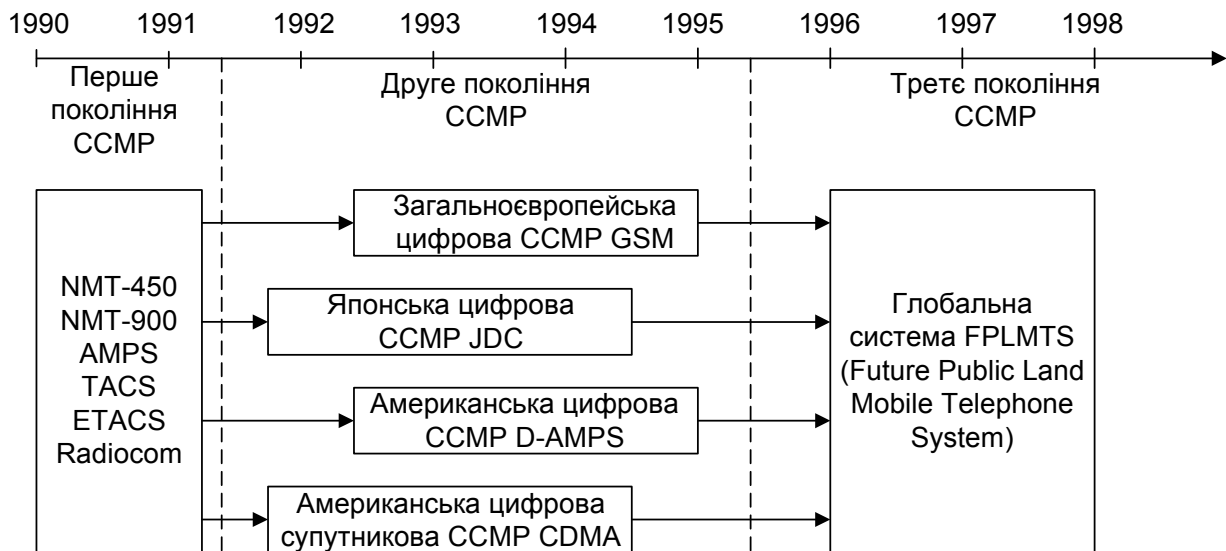 1990 1991 1992 1993 1994 1995 1996 1997 1998
Перше
покоління
ССМР
Друге покоління
ССМР
Третє покоління
ССМР
NMT-450
NMT-900
AMPS
TACS
ETACS
Radiocom
Загальноєвропейська
цифрова ССМР GSM
Японська цифрова
ССМР JDC
Американська цифрова
ССМР D-AMPS
Американська цифрова
супутникова ССМР CDMA
Глобальна
система FPLMTS
(Future Public Land
Mobile Telephone
System)